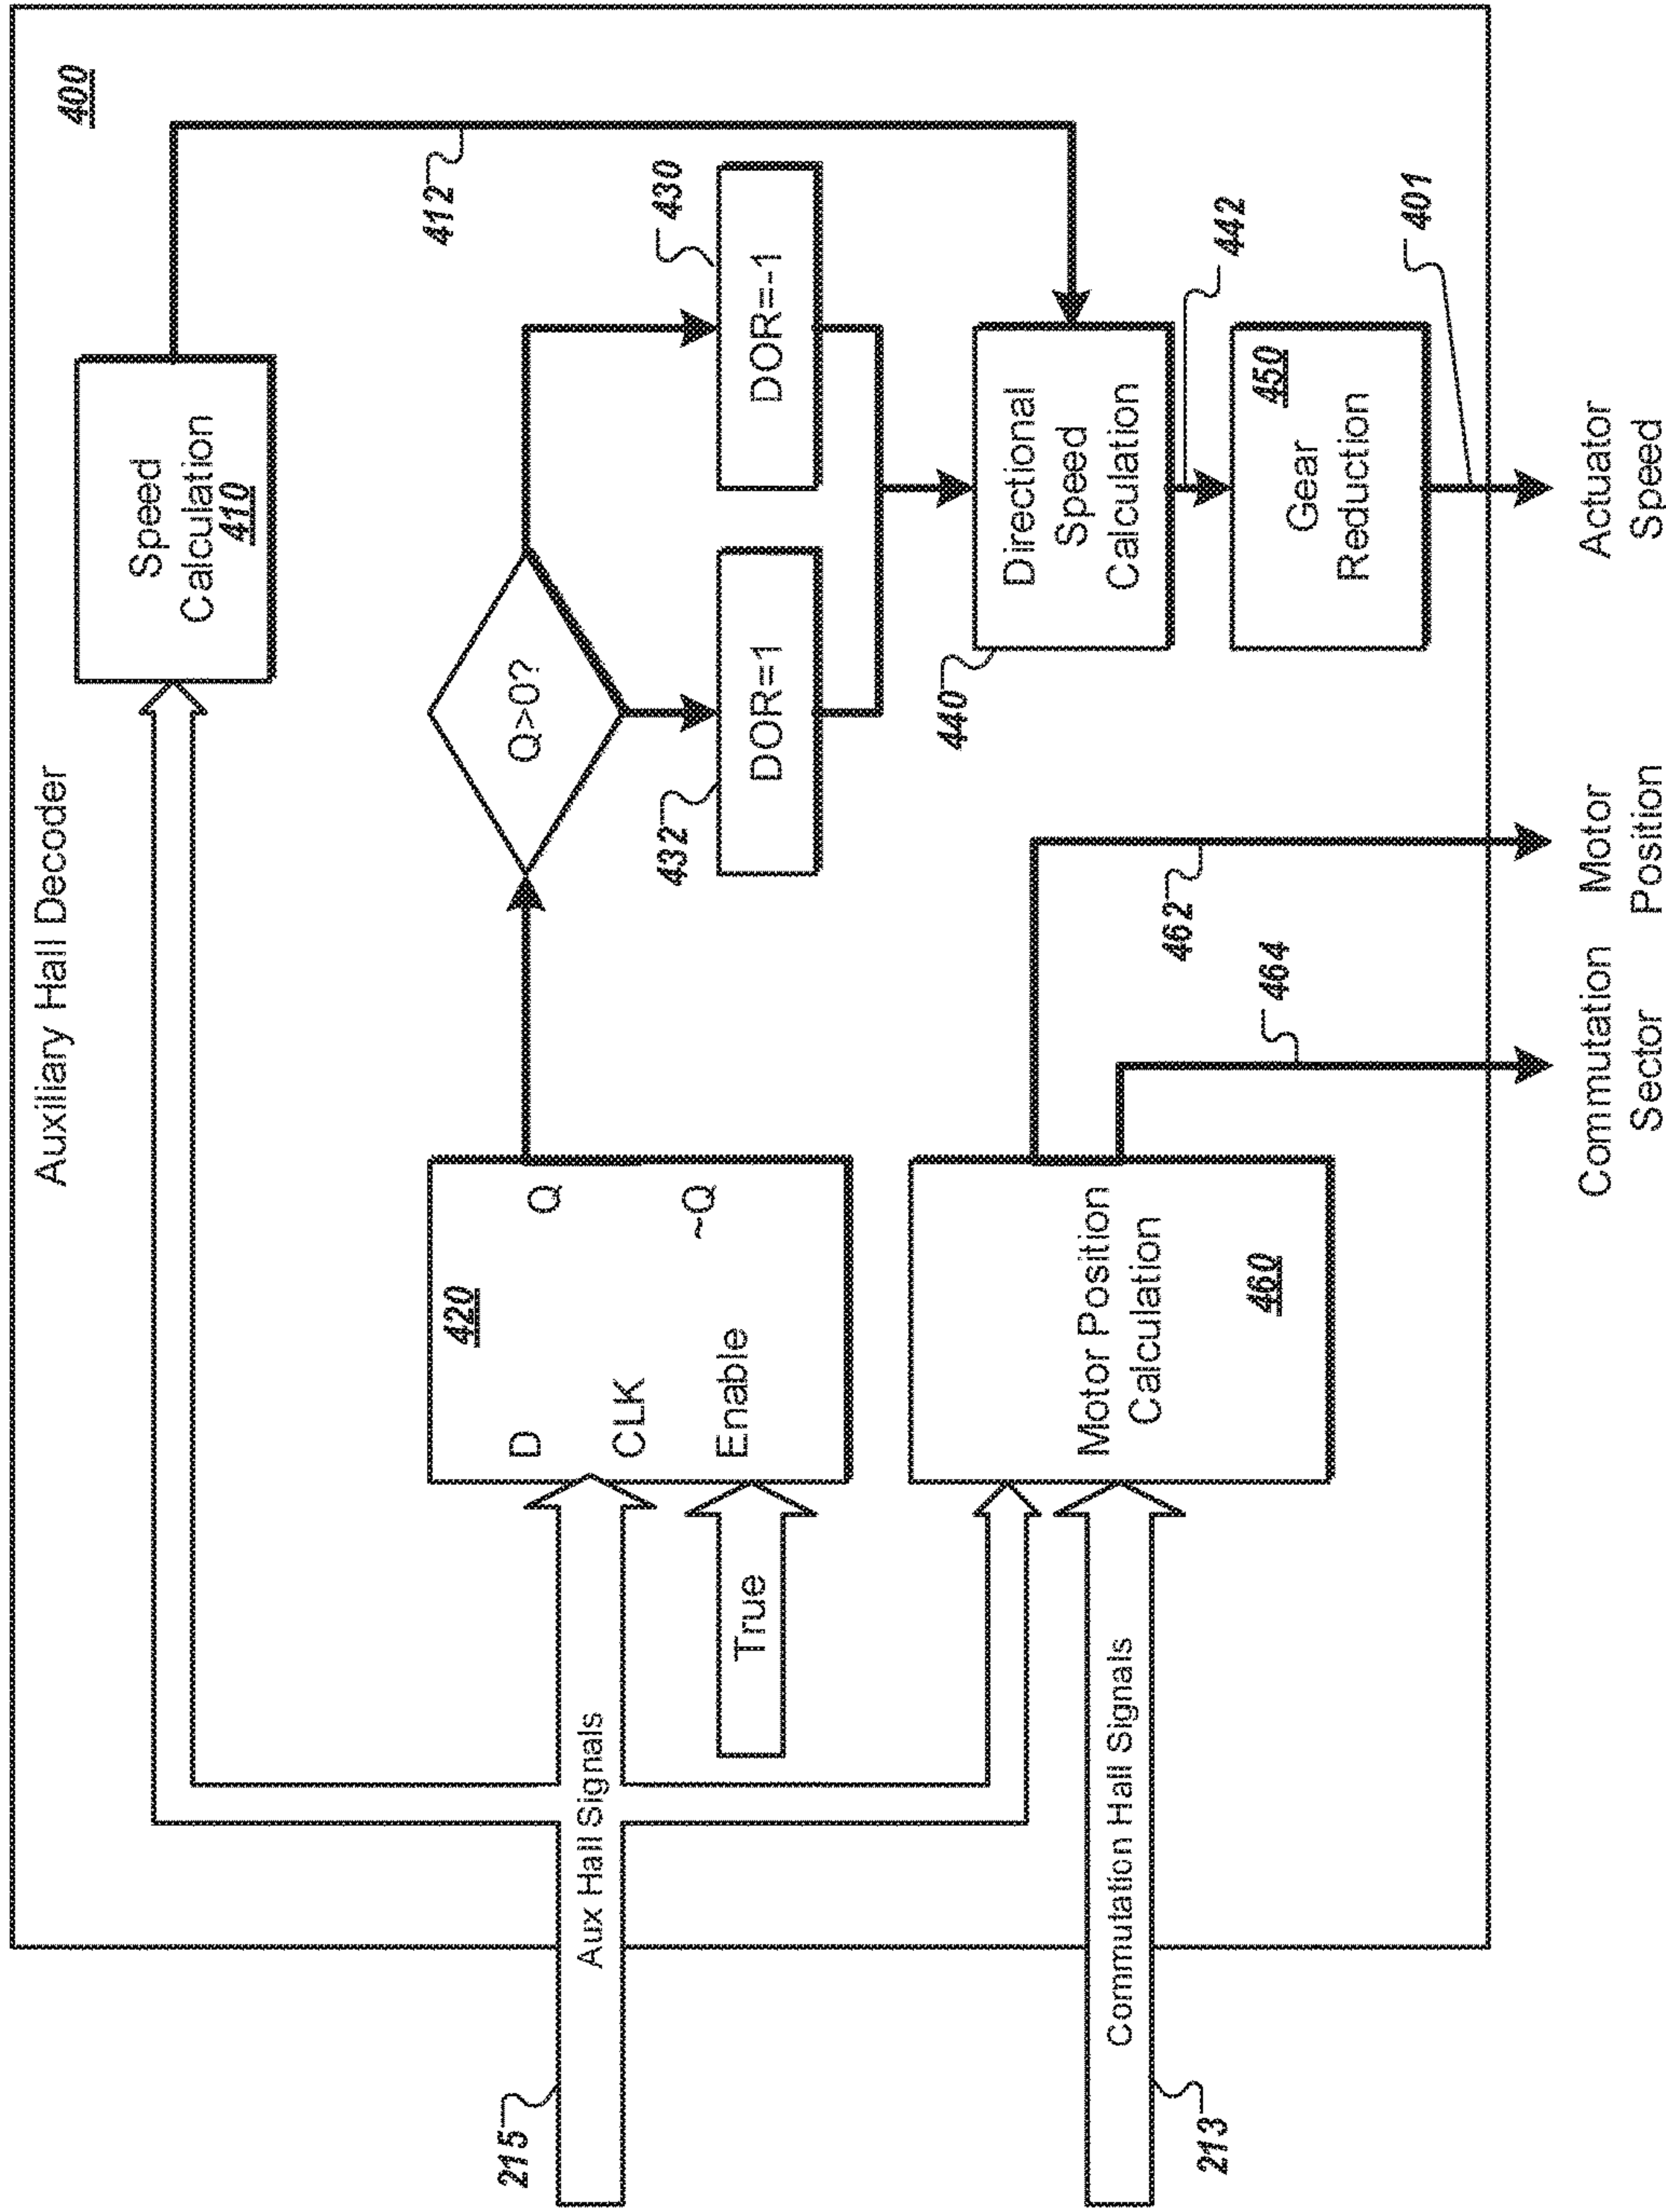 Auxiliary Hall Decoder
400
Speed
Calculation
410
412
215
Aux Hall Signals
True
420
D
Q
CLK
Enable
~Q
Q>0?
432
DOR=1
430
DOR=-1
440
Directional
Speed
Calculation
442
450
Gear
Reduction
401
213
Commutation Hall Signals
Motor Position
Calculation
460
462
464
Commutation
Sector
Motor
Position
Actuator
Speed